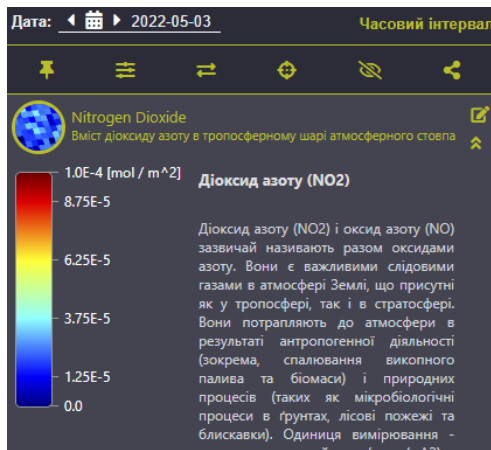 Дата: 2022-05-03 Часовий інтервал
Nitrogen Dioxide
Вміст діоксиду азоту в тропосферному шарі атмосферного стовпа
1.0E-4 [mol / m^2]
8.75E-5
6.25E-5
3.75E-5
1.25E-5
0.0
Діоксид азоту (NO2)
Діоксид азоту (NO2) і оксид азоту (NO)
зазвичай називають разом оксидами
азоту. Вони є важливими слідовими
газами в атмосфері Землі, що присутні
як у тропосфері, так і в стратосфері.
Вони потрапляють до атмосфери в
результаті антропогенної діяльності
(зокрема, спалювання викопного
палива та біомаси) і природних
процесів (таких як мікробіологічні
процеси в ґрунтах, лісові пожежі та
блискавки). Одиниця вимірювання -